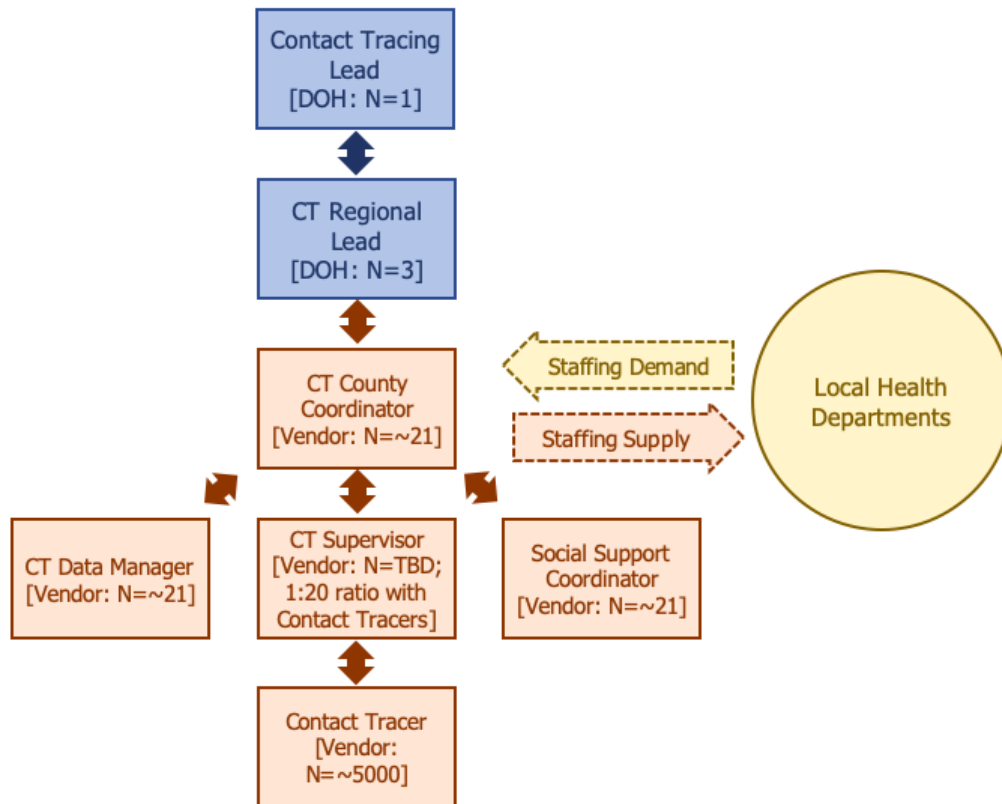 Contact Tracing
Lead
[DOH: N=1]
CT Regional
Lead
[DOH: N=3]
CT County
Coordinator
[Vendor: N=~21]
Staffing Demand
Staffing Supply
Local Health
Departments
CT Data Manager
[Vendor: N=~21]
CT Supervisor
[Vendor: N=TBD;
1:20 ratio with
Contact Tracers]
Social Support
Coordinator
[Vendor: N=~21]
Contact Tracer
[Vendor:
N=~5000]